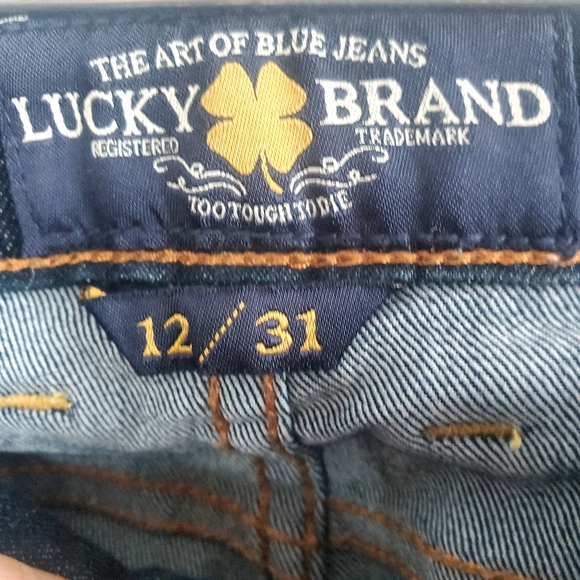 THE ART OF BLUE JEANS
LUCKY BRAND
REGISTERED TRADEMARK
TOO TOUGH TO DIE
12/31